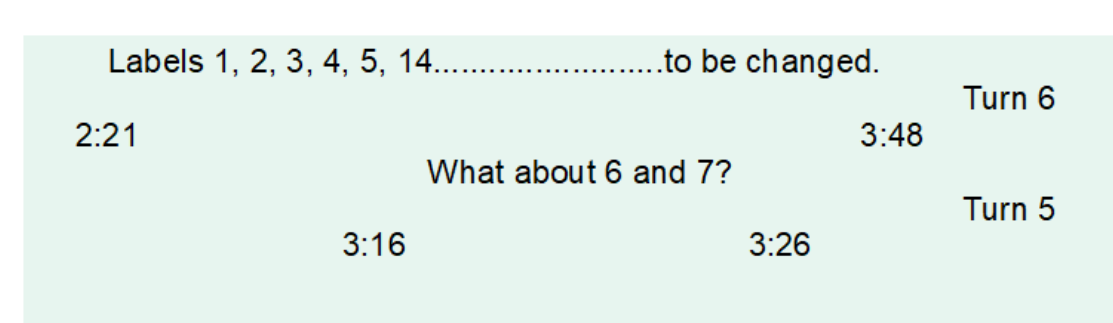 Labels 1, 2, 3, 4, 5, 14..........................to be changed.
Turn 6
2:21 3:48
What about 6 and 7?
Turn 5
3:16 3:26